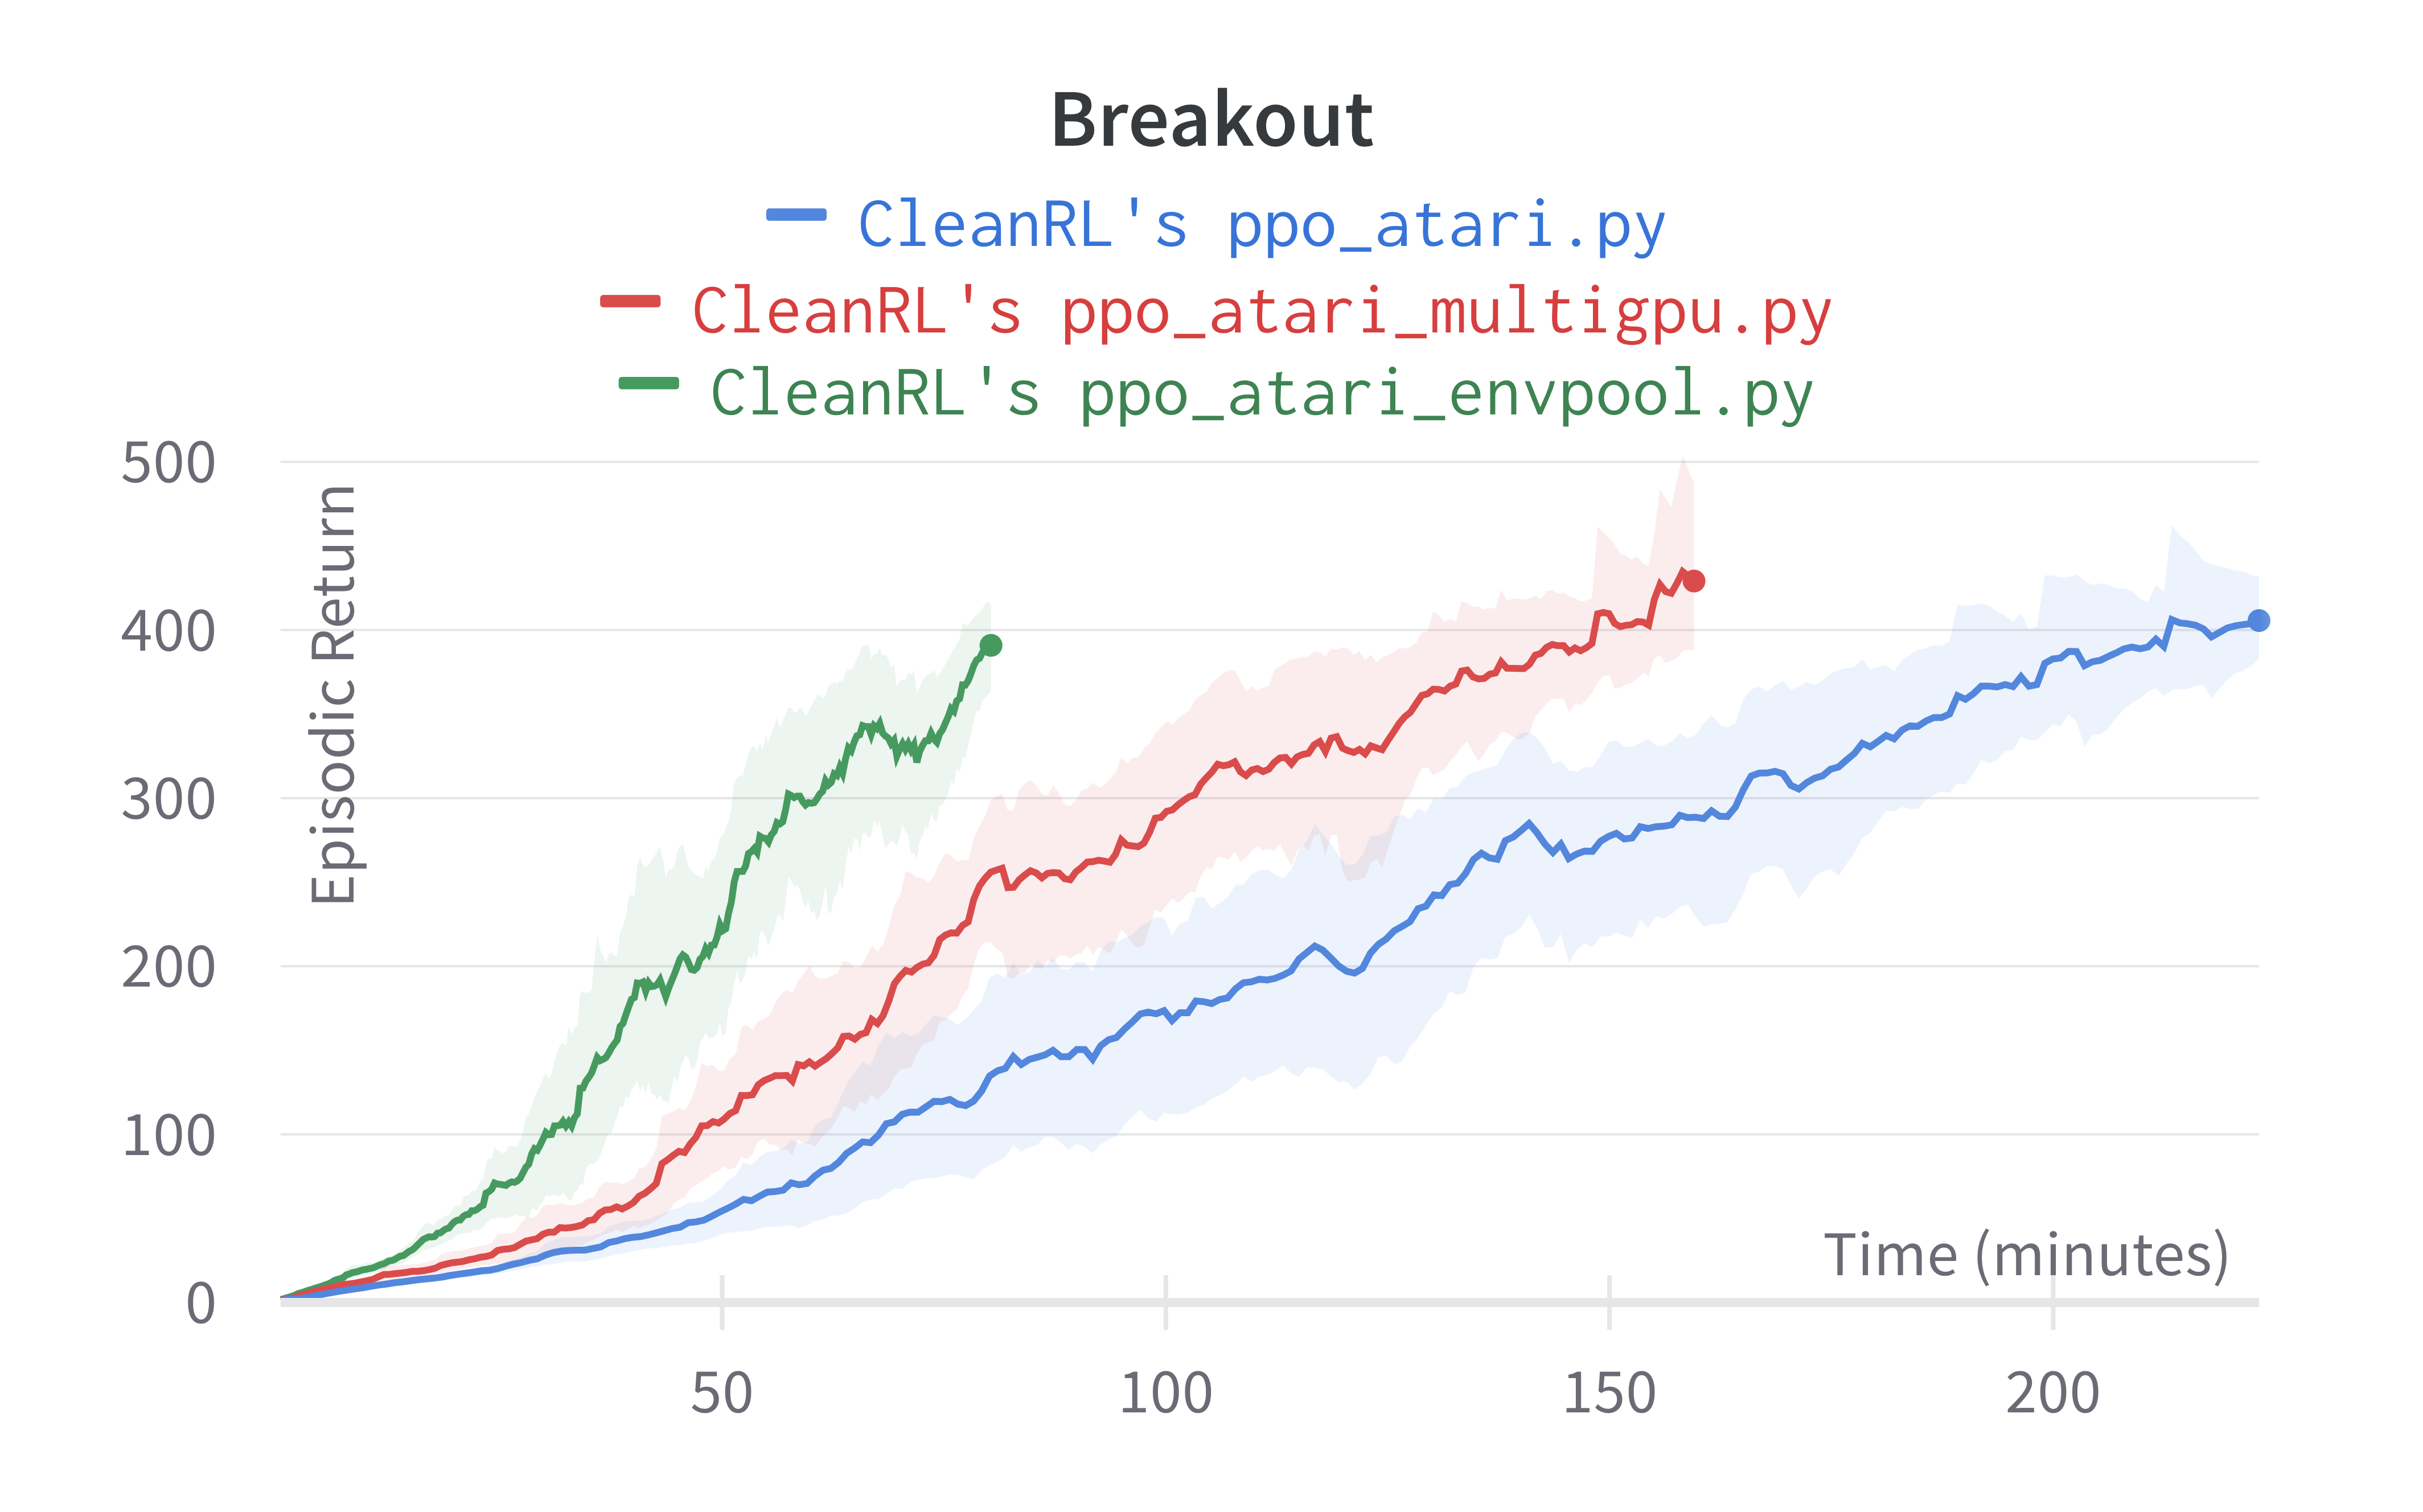 Breakout
CleanRL's ppo_atari.py
CleanRL's ppo_atari_multigpu.py
CleanRL's ppo_atari_envpool.py
500
400
300
200
100
0
Episodic Return
Time (minutes)
50
100
150
200